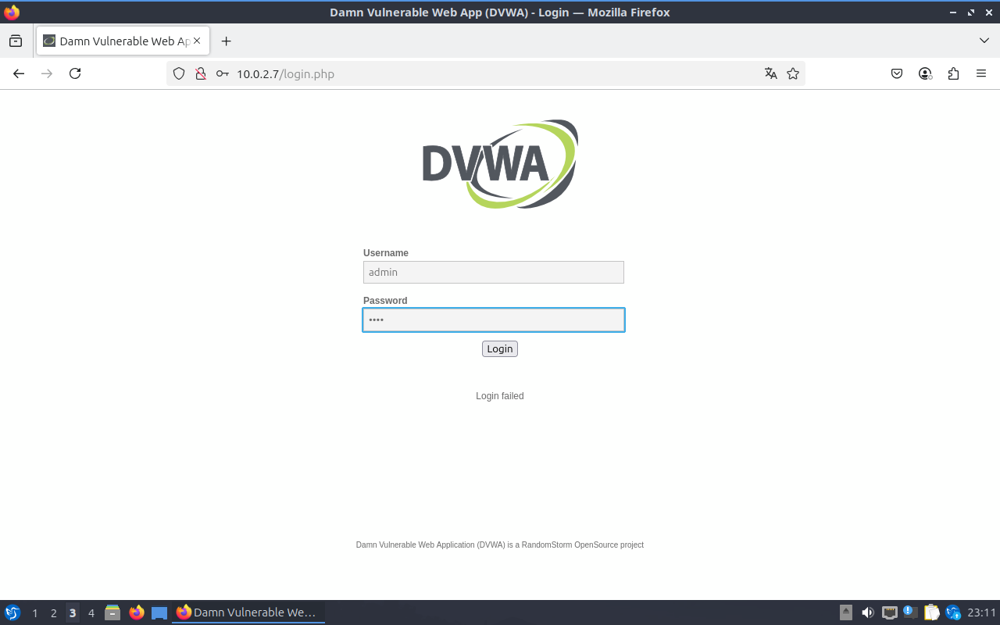 Damn Vulnerable Web App (DVWA) - Login — Mozilla Firefox
Damn Vulnerable Web Ap
10.0.2.7/login.php
DVWA
Username
admin
Password
••••
Login
Login failed
Damn Vulnerable Web Application (DVWA) is a RandomStorm OpenSource project
1 2 3 4 Damn Vulnerable We... 23:11